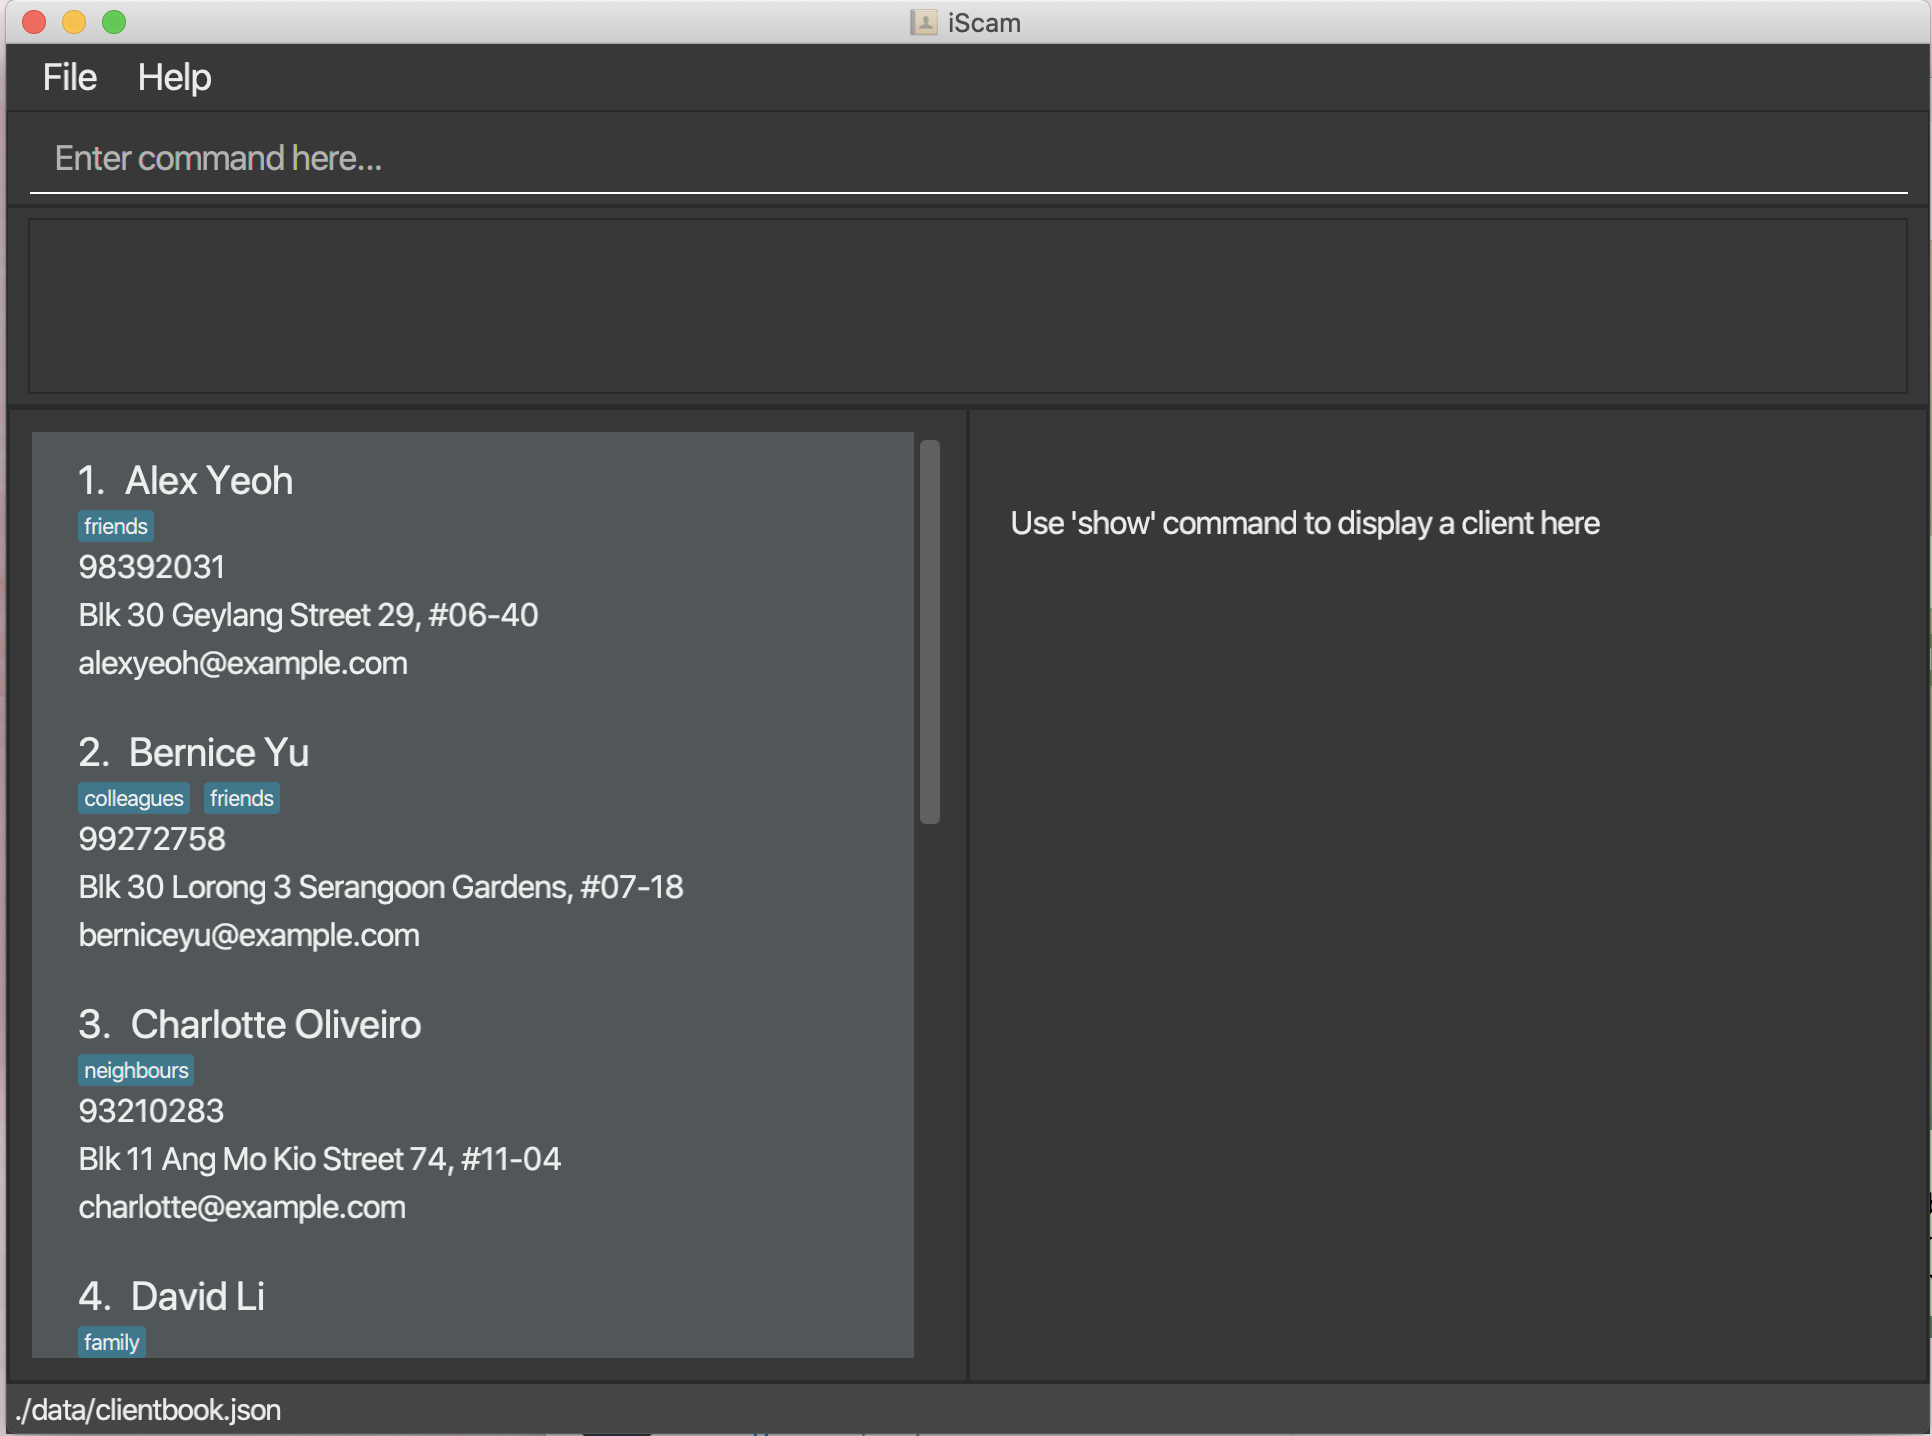 iScam
File Help
Enter command here...
1. Alex Yeoh
friends
98392031
Blk 30 Geylang Street 29, #06-40
alexyeoh@example.com
2. Bernice Yu
colleagues friends
99272758
Blk 30 Lorong 3 Serangoon Gardens, #07-18
berniceyu@example.com
3. Charlotte Oliveiro
neighbours
93210283
Blk 11 Ang Mo Kio Street 74, #11-04
charlotte@example.com
4. David Li
family
Use 'show' command to display a client here
./data/clientbook.json